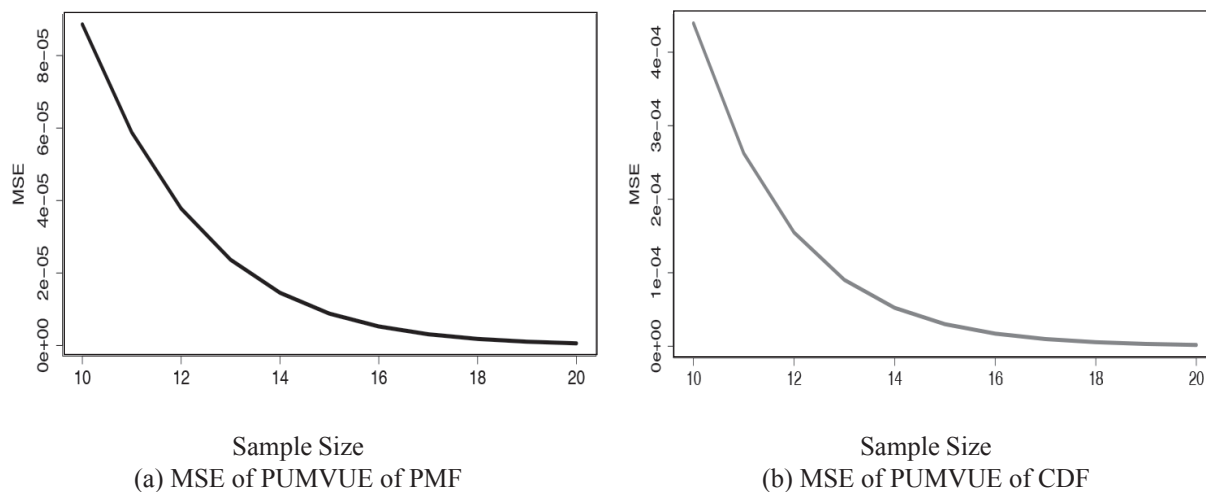 MSE
0e+00 2e−05 4e−05 6e−05 8e−05
10 12 14 16 18 20
Sample Size
(a) MSE of PUMVUE of PMF
MSE
0e+00 1e−04 2e−04 3e−04 4e−04
10 12 14 16 18 20
Sample Size
(b) MSE of PUMVUE of CDF